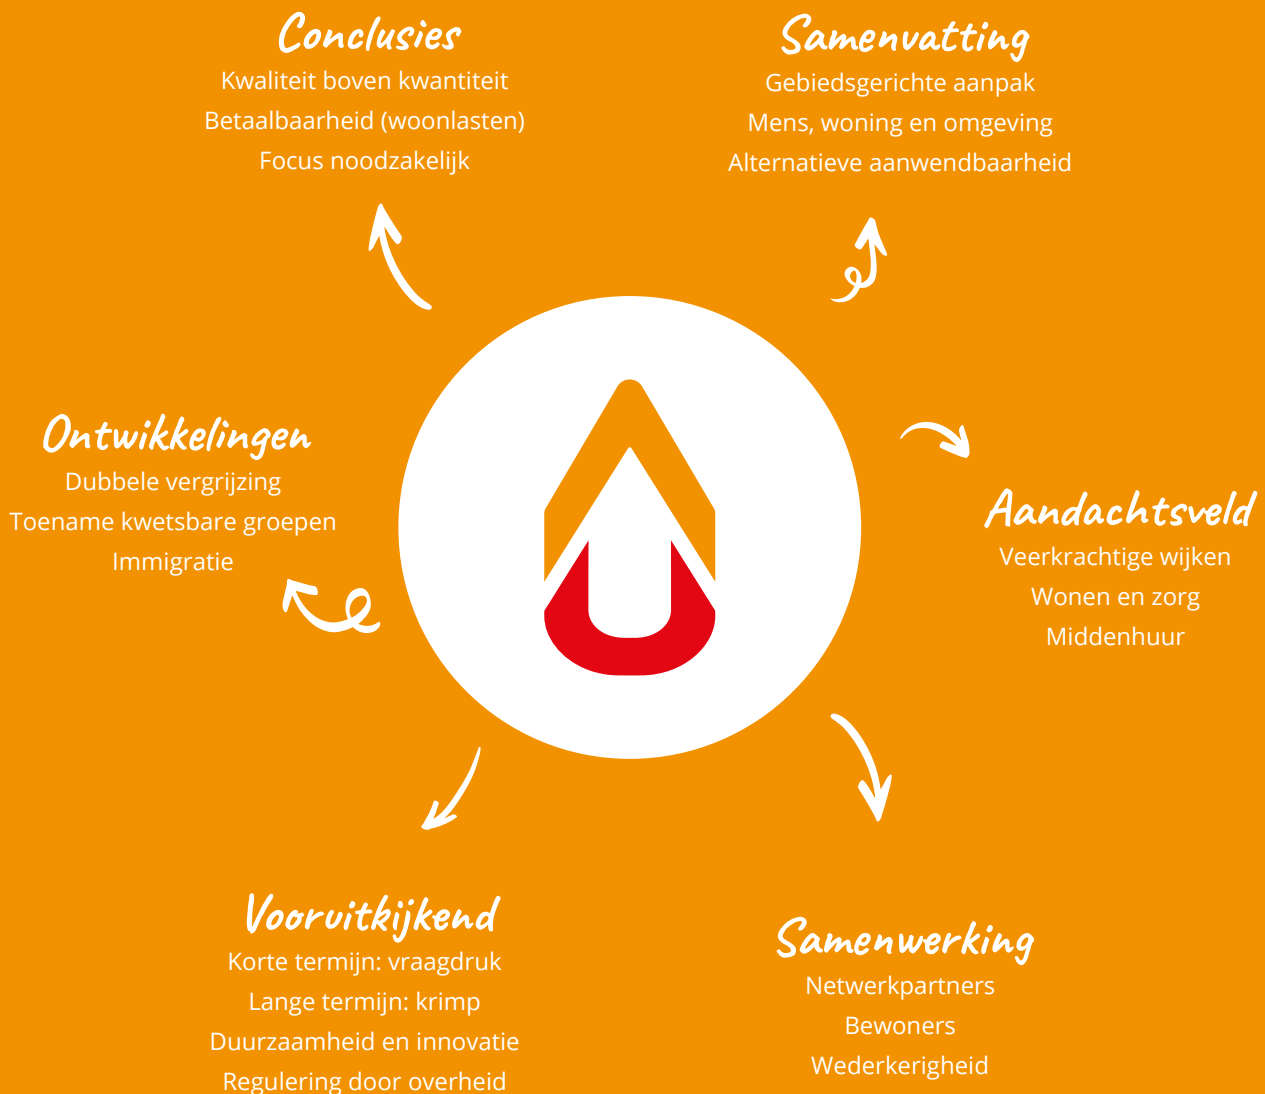 Conclusies
Kwaliteit boven kwantiteit
Betaalbaarheid (woonlasten)
Focus noodzakelijk
Samenvatting
Gebiedsgerichte aanpak
Mens, woning en omgeving
Alternatieve aanwendbaarheid
Ontwikkelingen
Dubbele vergrijzing
Toename kwetsbare groepen
Immigratie
Aandachtsveld
Veerkrachtige wijken
Wonen en zorg
Middenhuur
Vooruitkijkend
Korte termijn: vraagdruk
Lange termijn: krimp
Duurzaamheid en innovatie
Regulering door overheid
Samenwerking
Netwerkpartners
Bewoners
Wederkerigheid